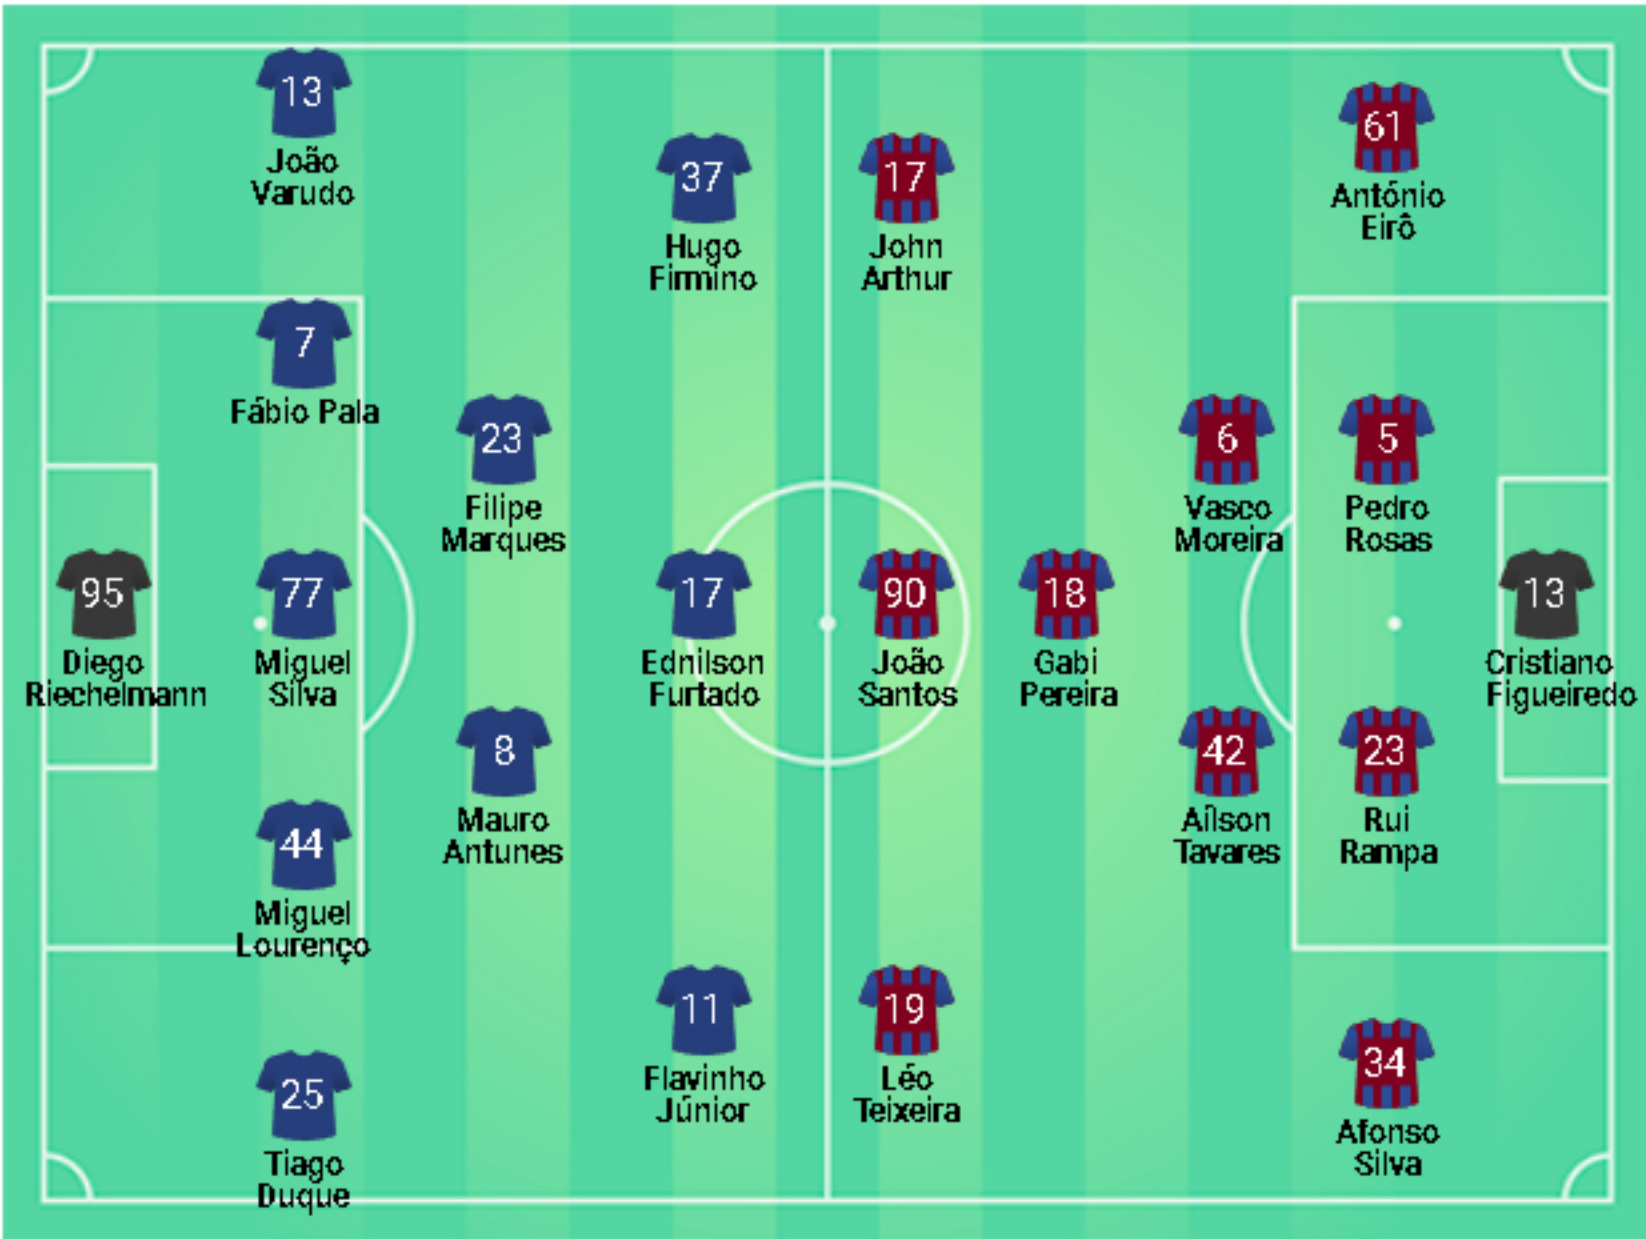 13
João
Varudo
7
Fábio Pala
95
Diego
Riechelmann
77
Miguel
Silva
44
Miguel
Lourenço
25
Tiago
Duque
23
Filipe
Marques
8
Mauro
Antunes
37
Hugo
Firmino
17
Ednilson
Furtado
11
Flavinho
Júnior
17
John
Arthur
90
João
Santos
19
Léo
Teixeira
18
Gabi
Pereira
6
Vasco
Moreira
42
Aílson
Tavares
61
António
Eirô
5
Pedro
Rosas
23
Rui
Rampa
34
Afonso
Silva
13
Cristiano
Figueiredo